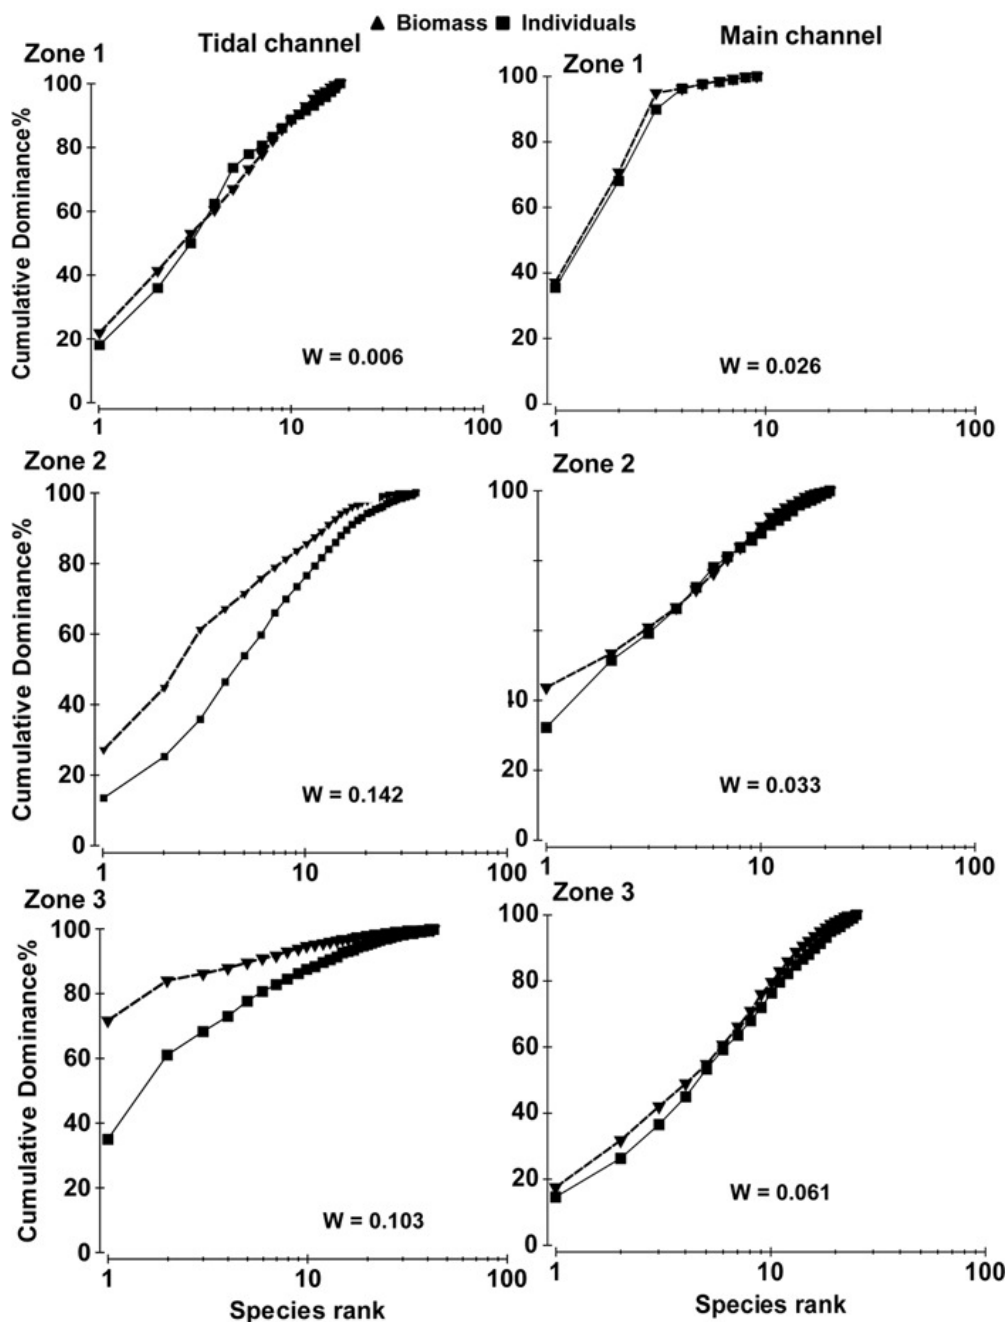 ▲ Biomass ■ Individuals
Tidal channel
Main channel
Zone 1
Cumulative Dominance%
100
80
60
40
20
0
1
10
100
W = 0.006
Zone 1
100
80
60
40
20
0
1
10
100
W = 0.026
Zone 2
Cumulative Dominance%
100
80
60
40
20
0
1
10
100
W = 0.142
Zone 2
100
40
20
0
1
10
100
W = 0.033
Zone 3
Cumulative Dominance%
100
80
60
40
20
0
1
10
100
W = 0.103
Species rank
Zone 3
100
80
60
40
20
0
1
10
100
W = 0.061
Species rank